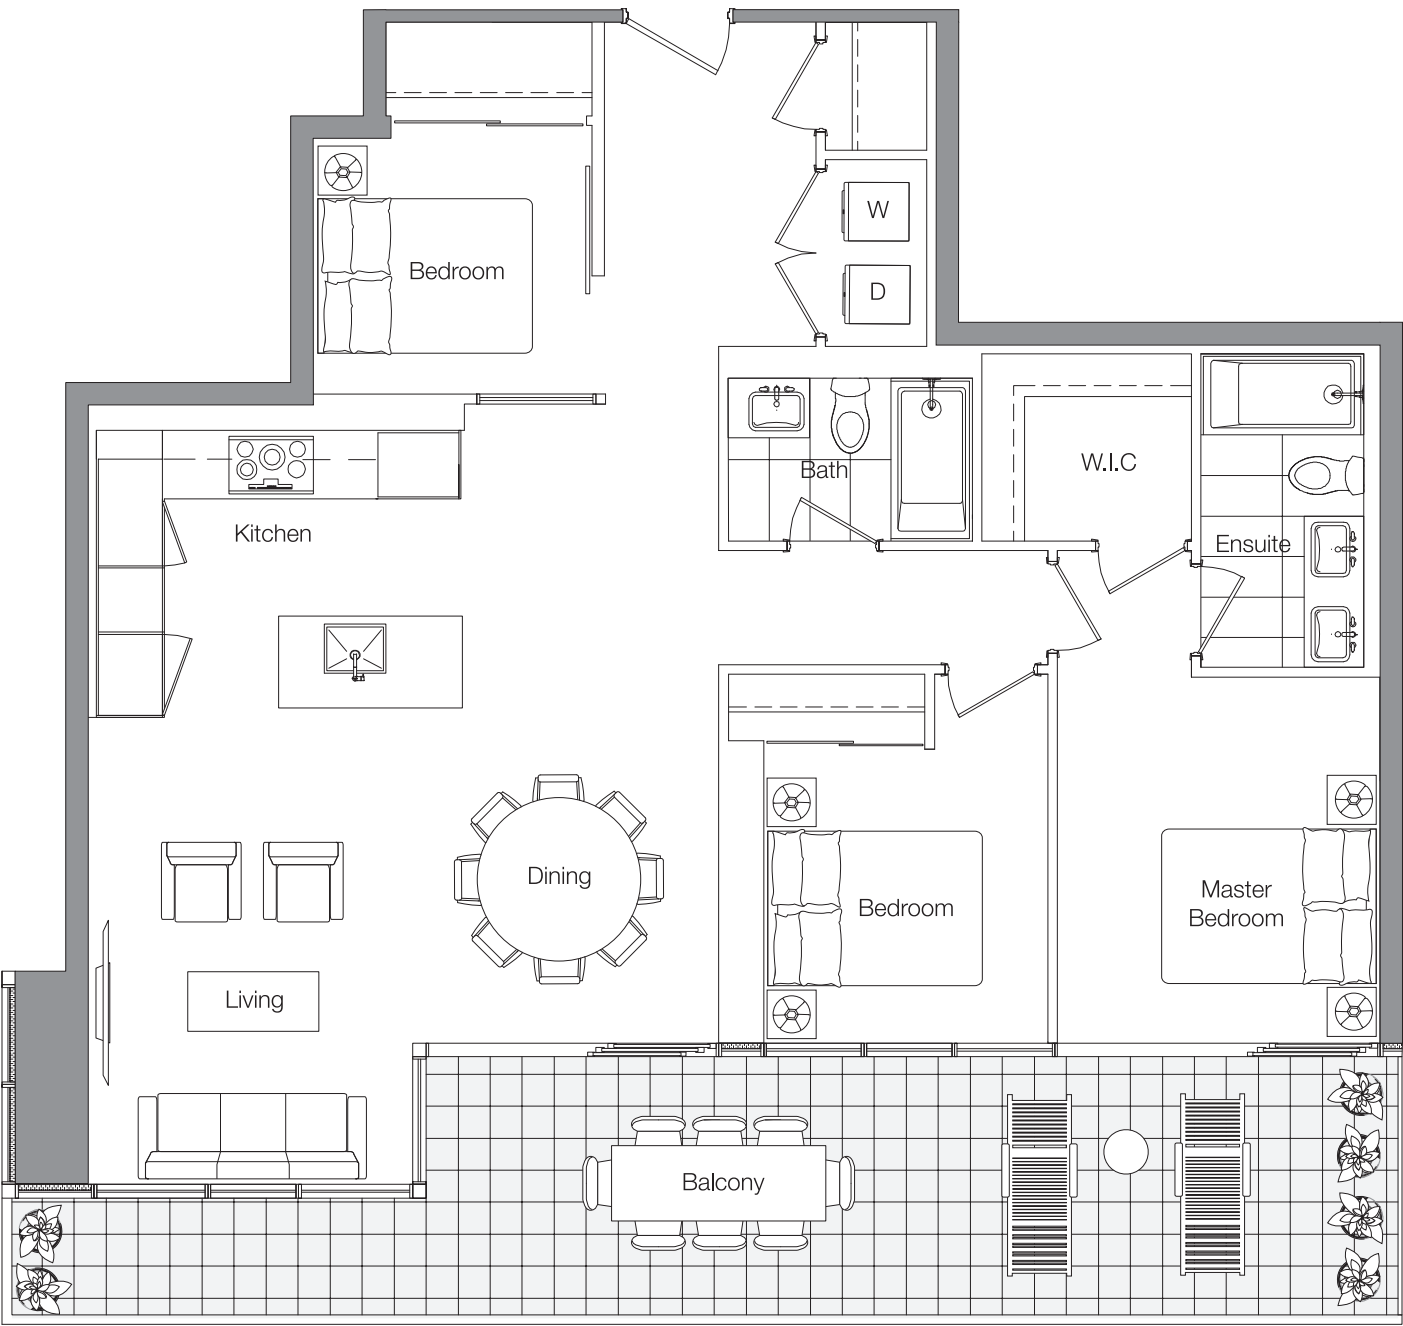 W
Bedroom
D
Bath
W.I.C
Kitchen
Ensuite
Dining
Bedroom
Master
Bedroom
Living
Balcony